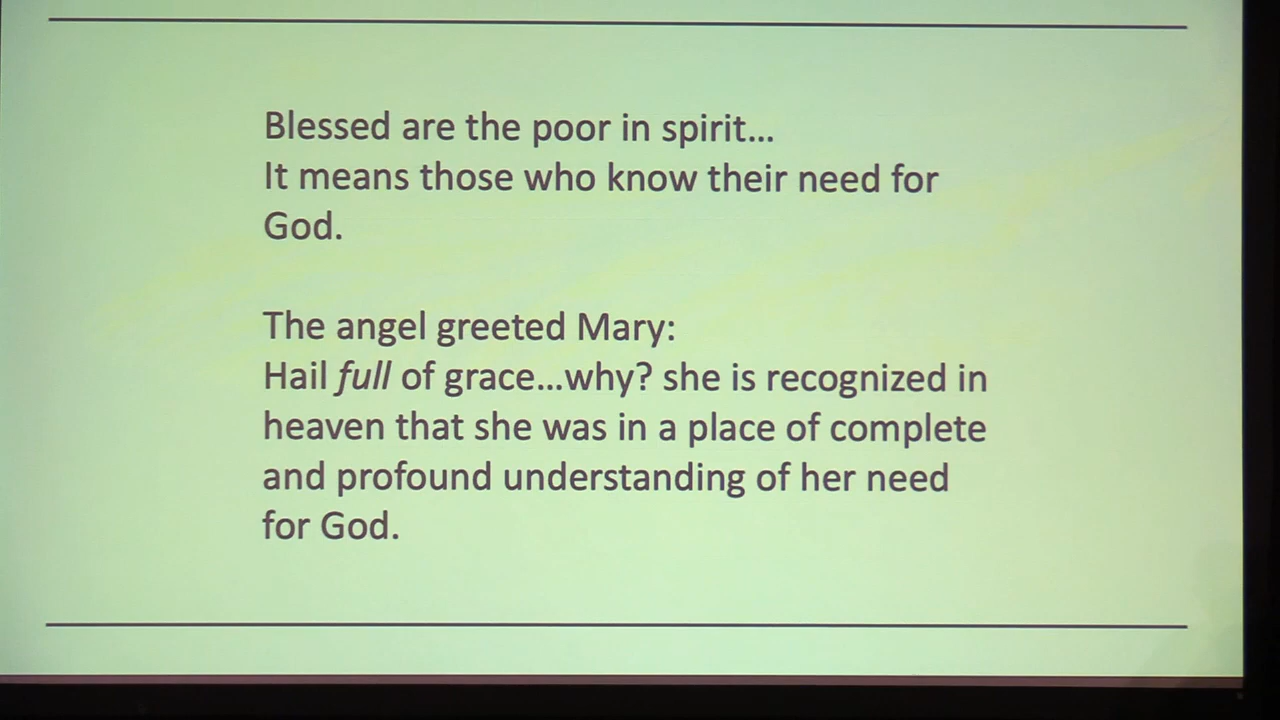 Blessed are the poor in spirit...
It means those who know their need for
God.
The angel greeted Mary:
Hail full of grace...why? she is recognized in
heaven that she was in a place of complete
and profound understanding of her need
for God.